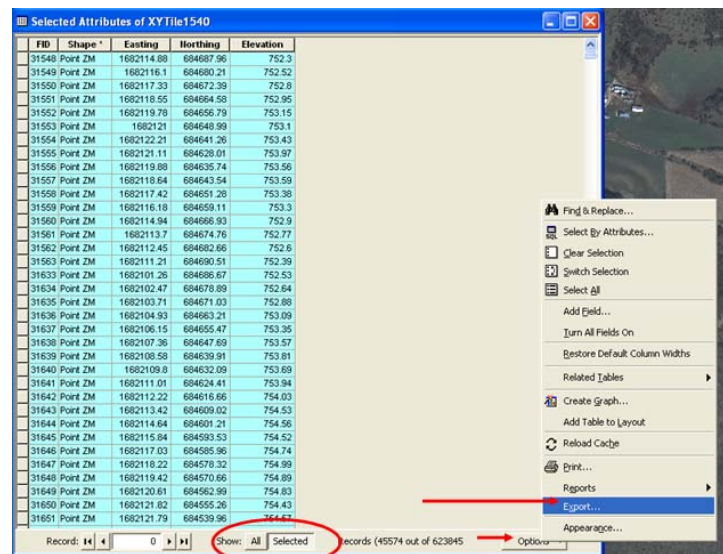 Selected Attributes of XYTile1540
FID Shape * Easting Northing Elevation
31548 Point ZM 1682114.88 684687.96 752.3
31549 Point ZM 1682116.1 684680.21 752.52
31550 Point ZM 1682117.33 684672.39 752.8
31551 Point ZM 1682118.55 684664.58 752.95
31552 Point ZM 1682119.78 684656.79 753.15
31553 Point ZM 1682121 684648.99 753.1
31554 Point ZM 1682122.21 684641.26 753.43
31555 Point ZM 1682121.11 684628.01 753.97
31556 Point ZM 1682119.88 684635.74 753.56
31557 Point ZM 1682118.64 684643.54 753.59
31558 Point ZM 1682117.42 684651.28 753.38
31559 Point ZM 1682116.18 684659.11 753.3
31560 Point ZM 1682114.94 684666.93 752.9
31561 Point ZM 1682113.7 684674.76 752.77
31562 Point ZM 1682112.45 684682.66 752.6
31563 Point ZM 1682111.21 684690.51 752.39
31633 Point ZM 1682101.26 684686.67 752.53
31634 Point ZM 1682102.47 684678.89 752.64
31635 Point ZM 1682103.71 684671.03 752.88
31636 Point ZM 1682104.93 684663.21 753.09
31637 Point ZM 1682106.15 684655.47 753.35
31638 Point ZM 1682107.36 684647.69 753.57
31639 Point ZM 1682108.58 684639.91 753.81
31640 Point ZM 1682109.8 684632.09 753.69
31641 Point ZM 1682111.01 684624.41 753.94
31642 Point ZM 1682112.22 684616.66 754.03
31643 Point ZM 1682113.42 684609.02 754.53
31644 Point ZM 1682114.64 684601.21 754.56
31645 Point ZM 1682115.84 684593.53 754.52
31646 Point ZM 1682117.03 684585.96 754.74
31647 Point ZM 1682118.22 684578.32 754.99
31648 Point ZM 1682119.42 684570.66 754.89
31649 Point ZM 1682120.61 684562.99 754.83
31650 Point ZM 1682121.82 684555.26 754.43
31651 Point ZM 1682121.79 684539.96
Record: 0 Show: All Selected Records (45574 out of 623845 Options
Find & Replace...
Select By Attributes...
Clear Selection
Switch Selection
Select All
Add Field...
Turn All Fields On
Restore Default Column Widths
Related Tables
Create Graph...
Add Table to Layout
Reload Cache
Print...
Reports
Export...
Appearance...